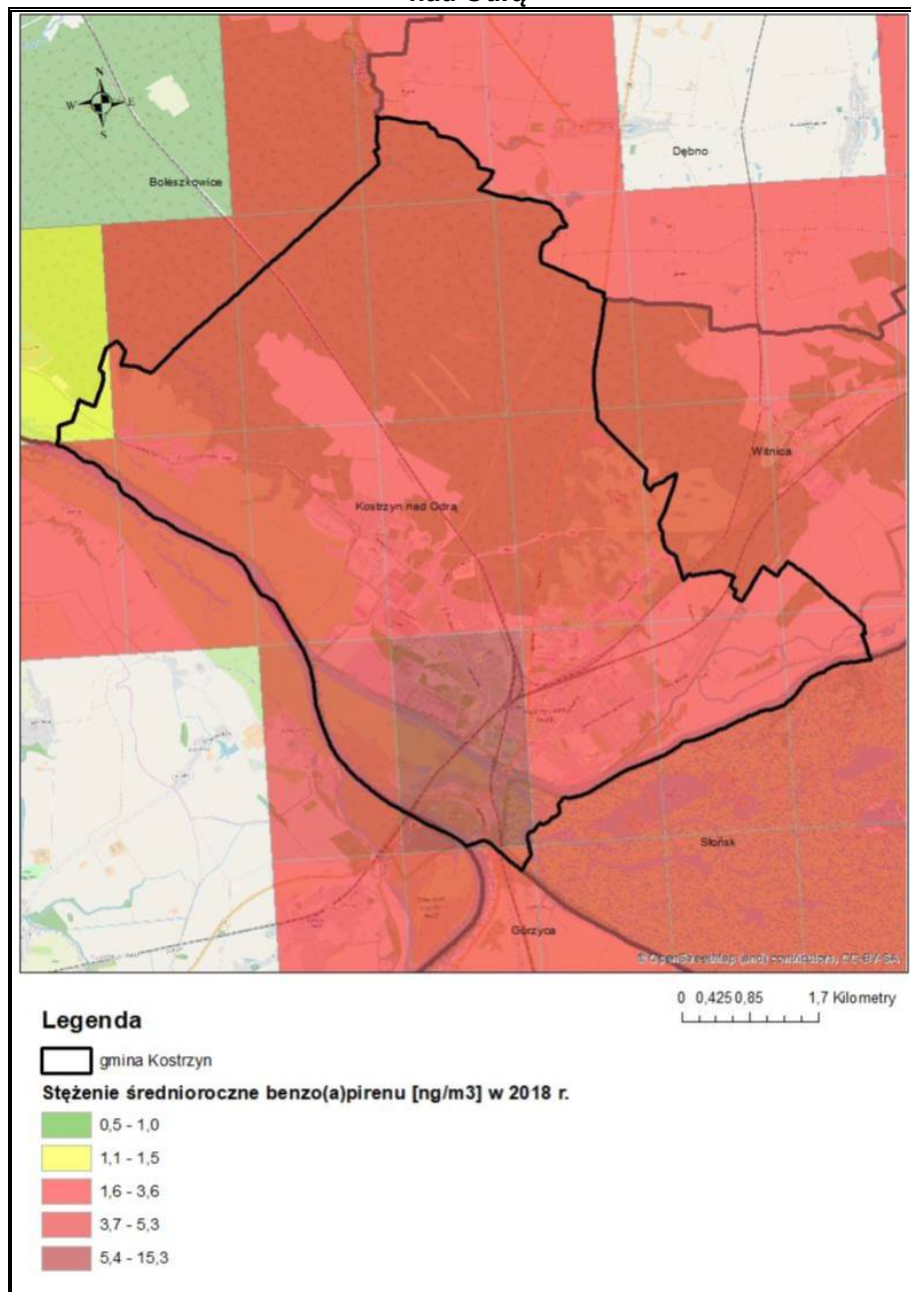 nad Odrą
N
W E
S
Dębno
Boleszkowice
Witnica
Kostrzyn nad Odrą
Słońsk
Górzyca
© OpenStreetMap (and) contributors, CC-BY-SA
0 0,425 0,85 1,7 Kilometry
Legenda
gmina Kostrzyn
Stężenie średnioroczne benzo(a)pirenu [ng/m3] w 2018 r.
0,5 - 1,0
1,1 - 1,5
1,6 - 3,6
3,7 - 5,3
5,4 - 15,3